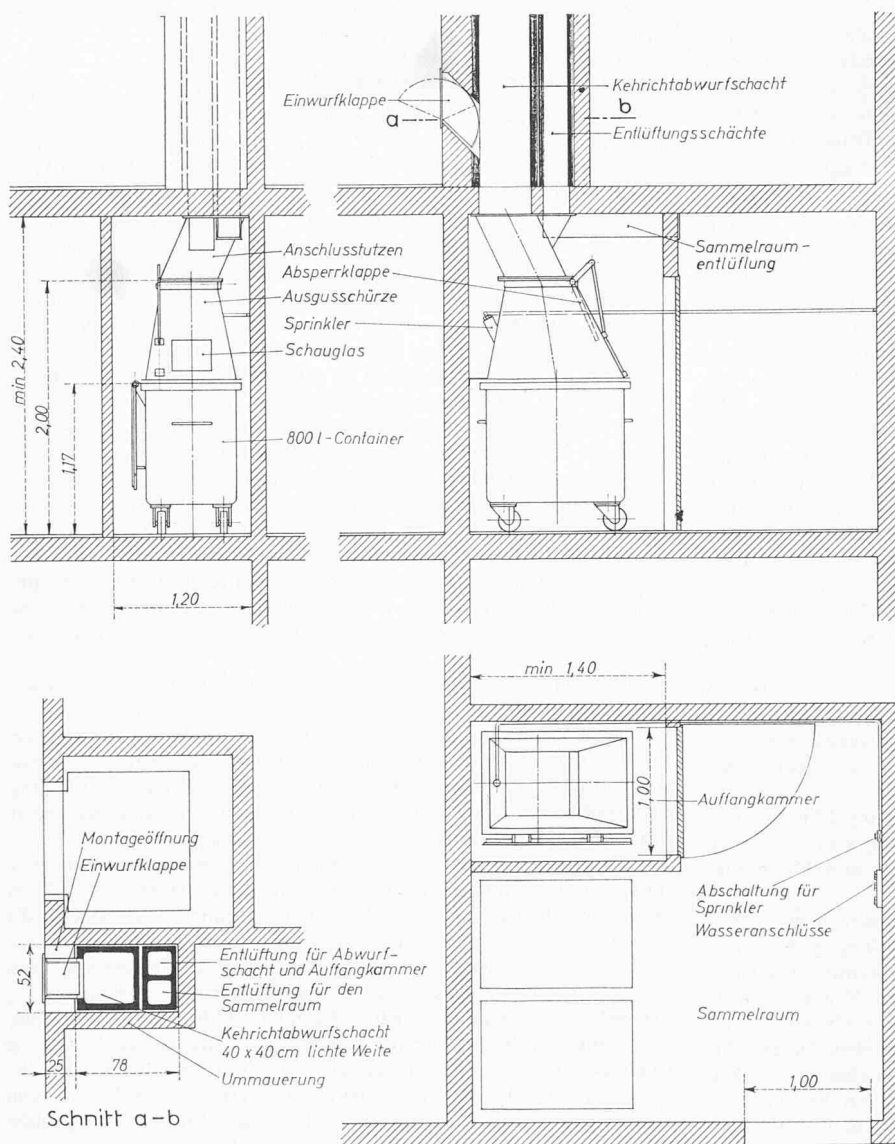 Einwurfklappe
a
Kehrichtabwurfschacht
b
Entlüftungsschächte
Anschlusstutzen
Absperrklappe
Ausgusschürze
Sprinkler
Schauglas
800 l-Container
Sammelraum-
entlüftung
min. 2,40
2,00
1,17
1,20
min 1,40
1,00
Auffangkammer
Abschaltung für
Sprinkler
Wasseranschlüsse
Sammelraum
1,00
Montageöffnung
Einwurfklappe
52
Entlüftung für Abwurf-
schacht und Auffangkammer
Entlüftung für den
Sammelraum
Kehrichtabwurfschacht
40 x 40 cm lichte Weite
Ummauerung
25
78
Schnitt a-b